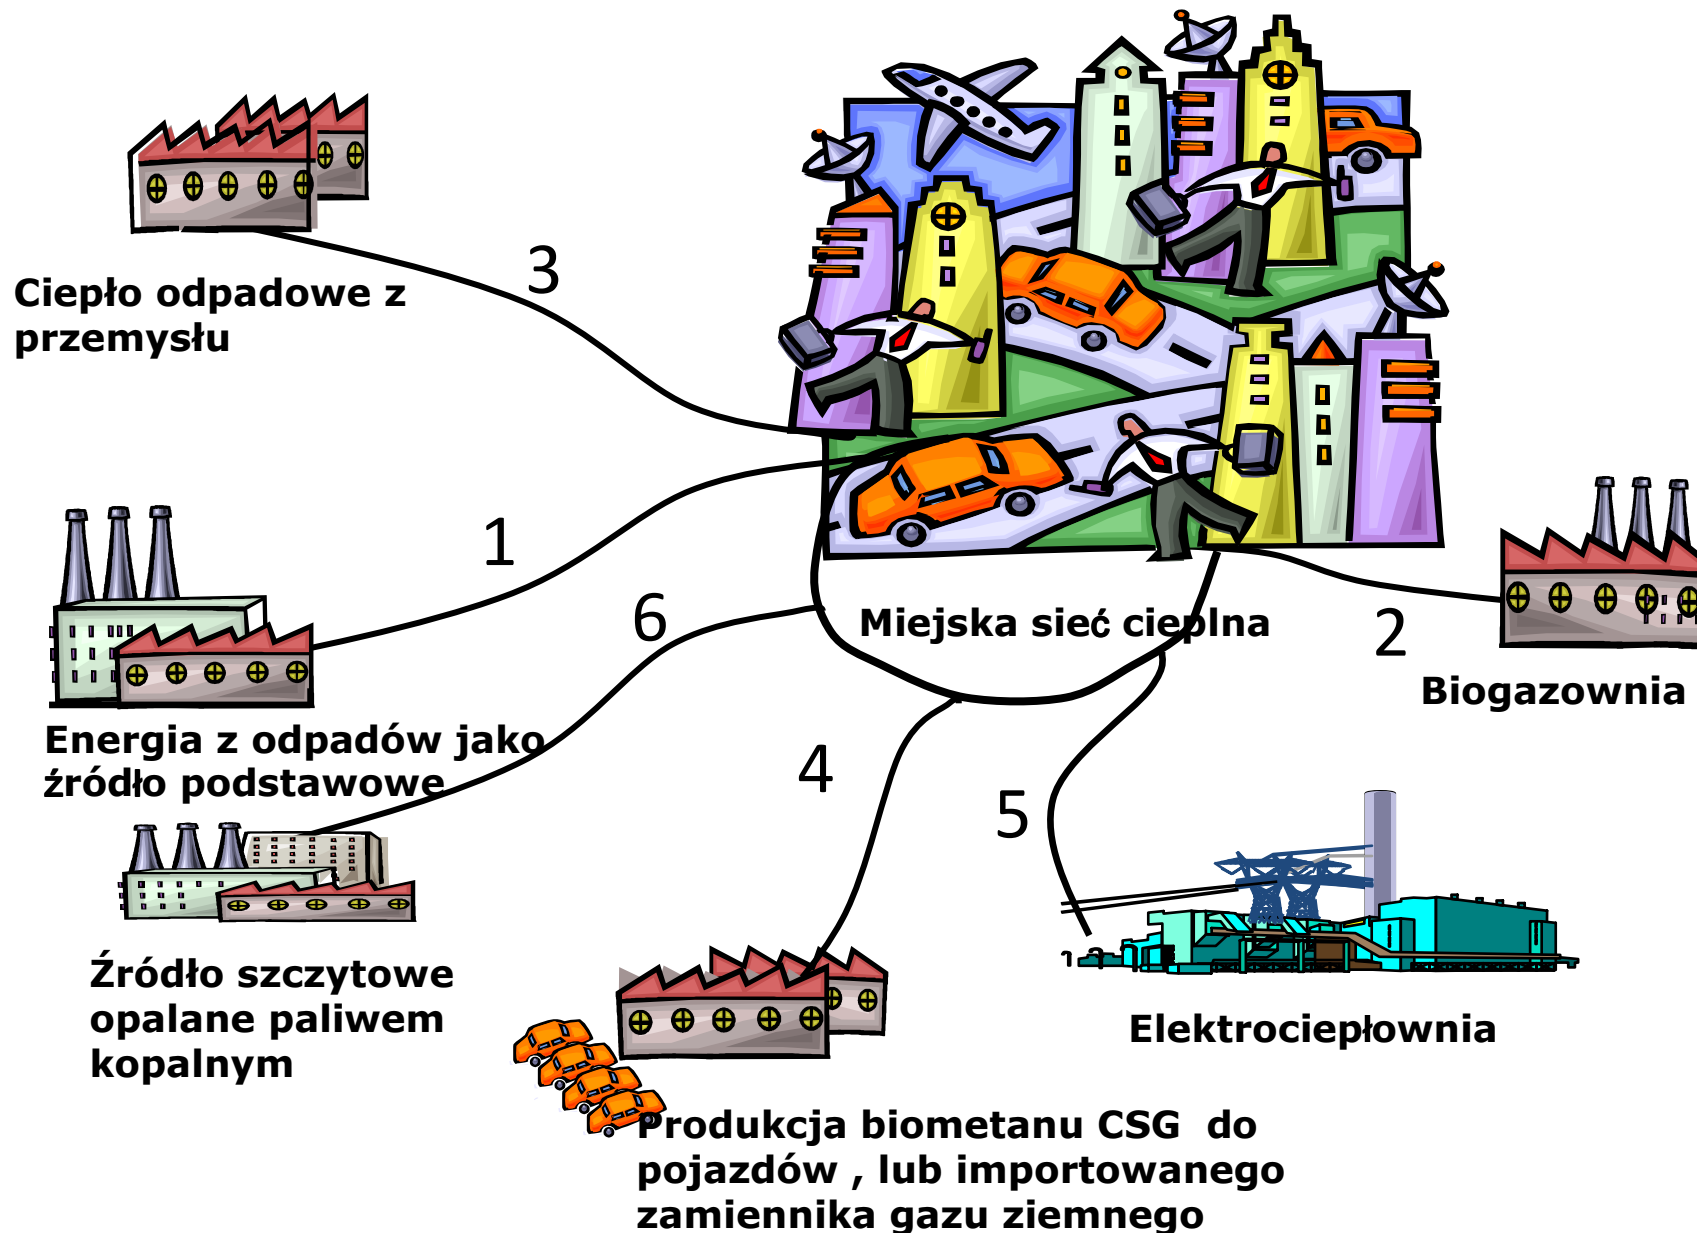 3
Ciepło odpadowe z
przemysłu
1
6
Miejska sieć cieplna
2
Biogazownia
Energia z odpadów jako
źródło podstawowe
4
5
Źródło szczytowe
opalane paliwem
kopalnym
Elektrociepłownia
Produkcja biometanu CSG do
pojazdów , lub importowanego
zamiennika gazu ziemnego